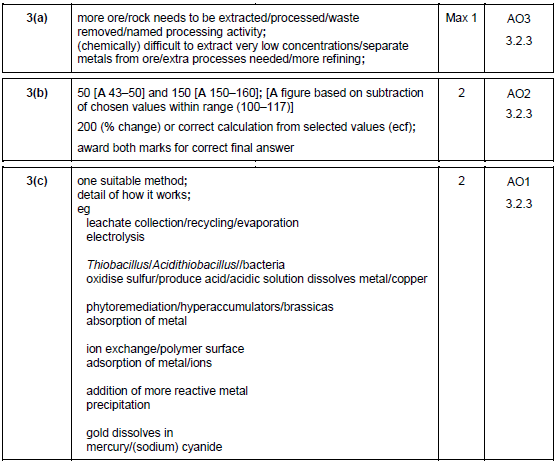 3(a)
more ore/rock needs to be extracted/processed/waste
removed/named processing activity;
(chemically) difficult to extract very low concentrations/separate
metals from ore/extra processes needed/more refining;
Max 1
AO3
3.2.3
3(b)
50 [A 43–50] and 150 [A 150–160]; [A figure based on subtraction
of chosen values within range (100–117)]
200 (% change) or correct calculation from selected values (ecf);
award both marks for correct final answer
2
AO2
3.2.3
3(c)
one suitable method;
detail of how it works;
eg
leachate collection/recycling/evaporation
electrolysis
Thiobacillus/Acidithiobacillus//bacteria
oxidise sulfur/produce acid/acidic solution dissolves metal/copper
phytoremediation/hyperaccumulators/brassicas
absorption of metal
ion exchange/polymer surface
adsorption of metal/ions
addition of more reactive metal
precipitation
gold dissolves in
mercury/(sodium) cyanide
2
AO1
3.2.3